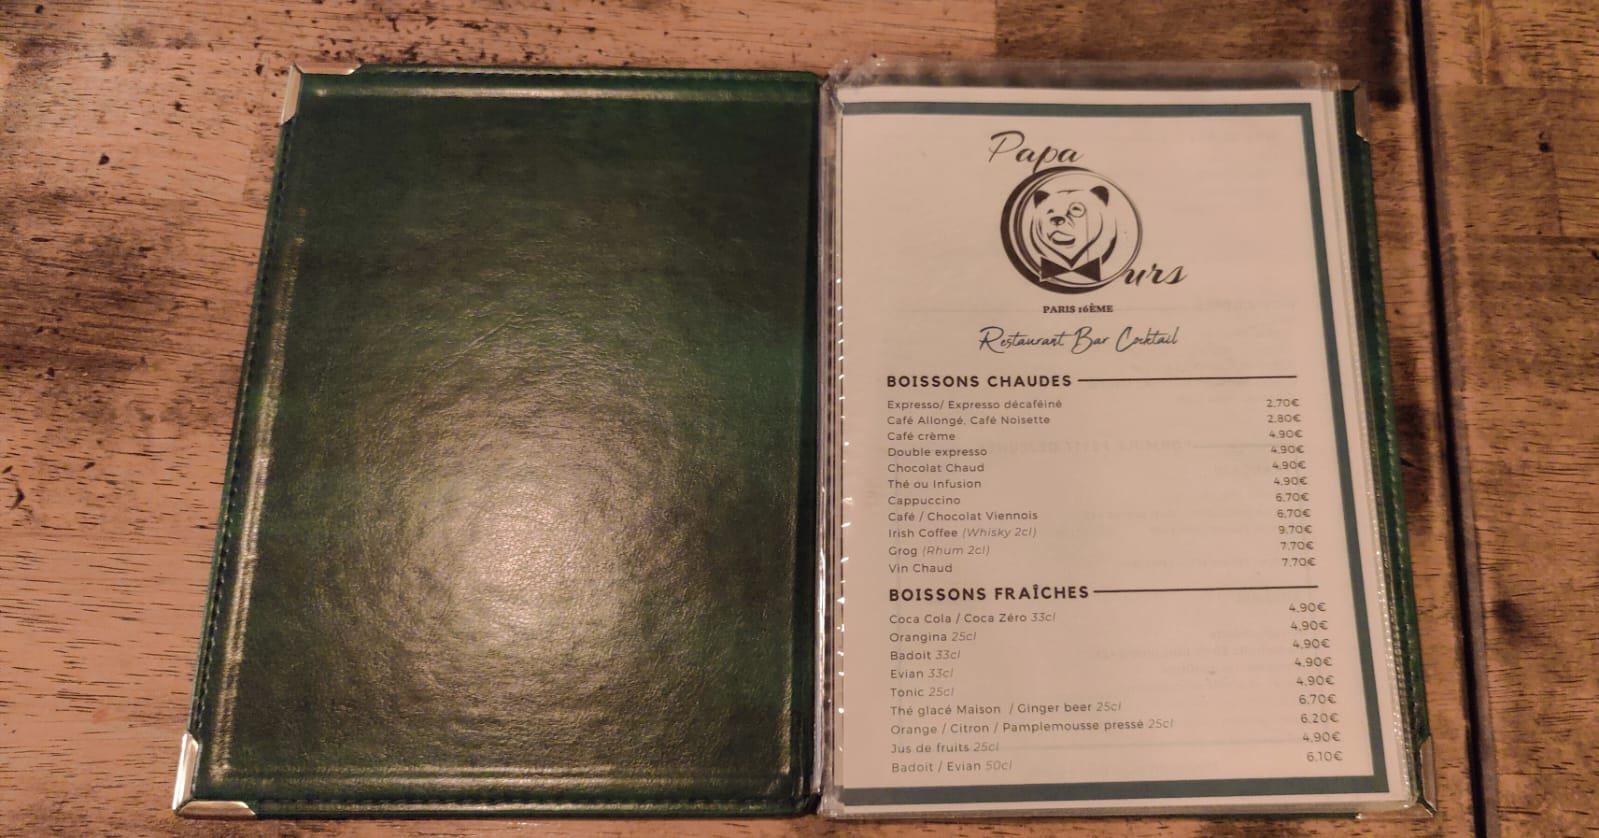 Papa
Ours
PARIS 16ÈME
Restaurant Bar Cocktail
BOISSONS CHAUDES
Expresso/ Expresso décaféiné 2,70€
Café Allongé, Café Noisette 2,80€
Café crème 4,90€
Double expresso 4,90€
Chocolat Chaud 4,90€
Thé ou Infusion 4,90€
Cappuccino 6,70€
Café / Chocolat Viennois 6,70€
Irish Coffee (Whisky 2cl) 9,70€
Grog (Rhum 2cl) 7,70€
Vin Chaud 7,70€
BOISSONS FRAÎCHES
Coca Cola / Coca Zéro 33cl 4,90€
Orangina 25cl 4,90€
Badoit 33cl 4,90€
Evian 33cl 4,90€
Tonic 25cl 4,90€
Thé glacé Maison / Ginger beer 25cl 6,70€
Orange / Citron / Pamplemousse pressé 25cl 6,20€
Jus de fruits 25cl 4,90€
Badoit / Evian 50cl 6,10€